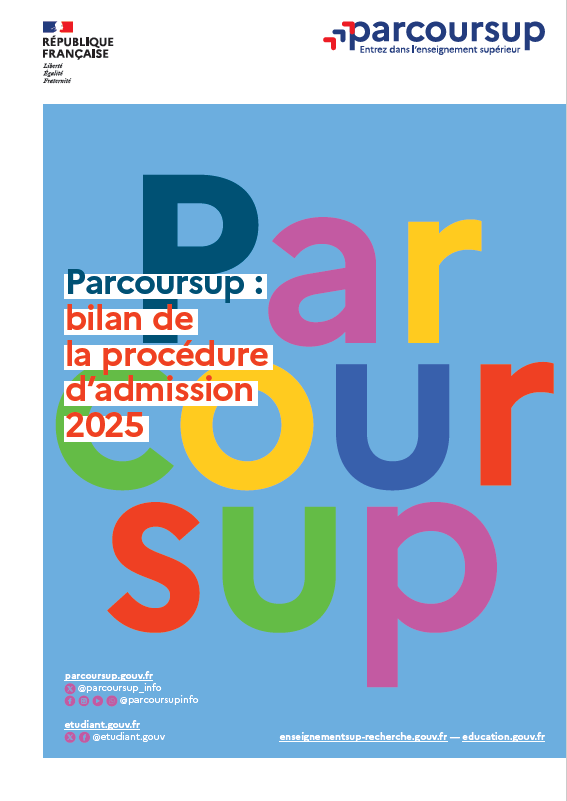 RÉPUBLIQUE
FRANÇAISE
Liberté
Égalité
Fraternité
parcoursup
Entrez dans l'enseignement supérieur
Par
cour
sup
Parcoursup :
bilan de
la procédure
d'admission
2025
parcoursup.gouv.fr
@parcoursup_info
@parcoursupinfo
etudiant.gouv.fr
@etudiant.gouv
enseignementsup-recherche.gouv.fr — education.gouv.fr